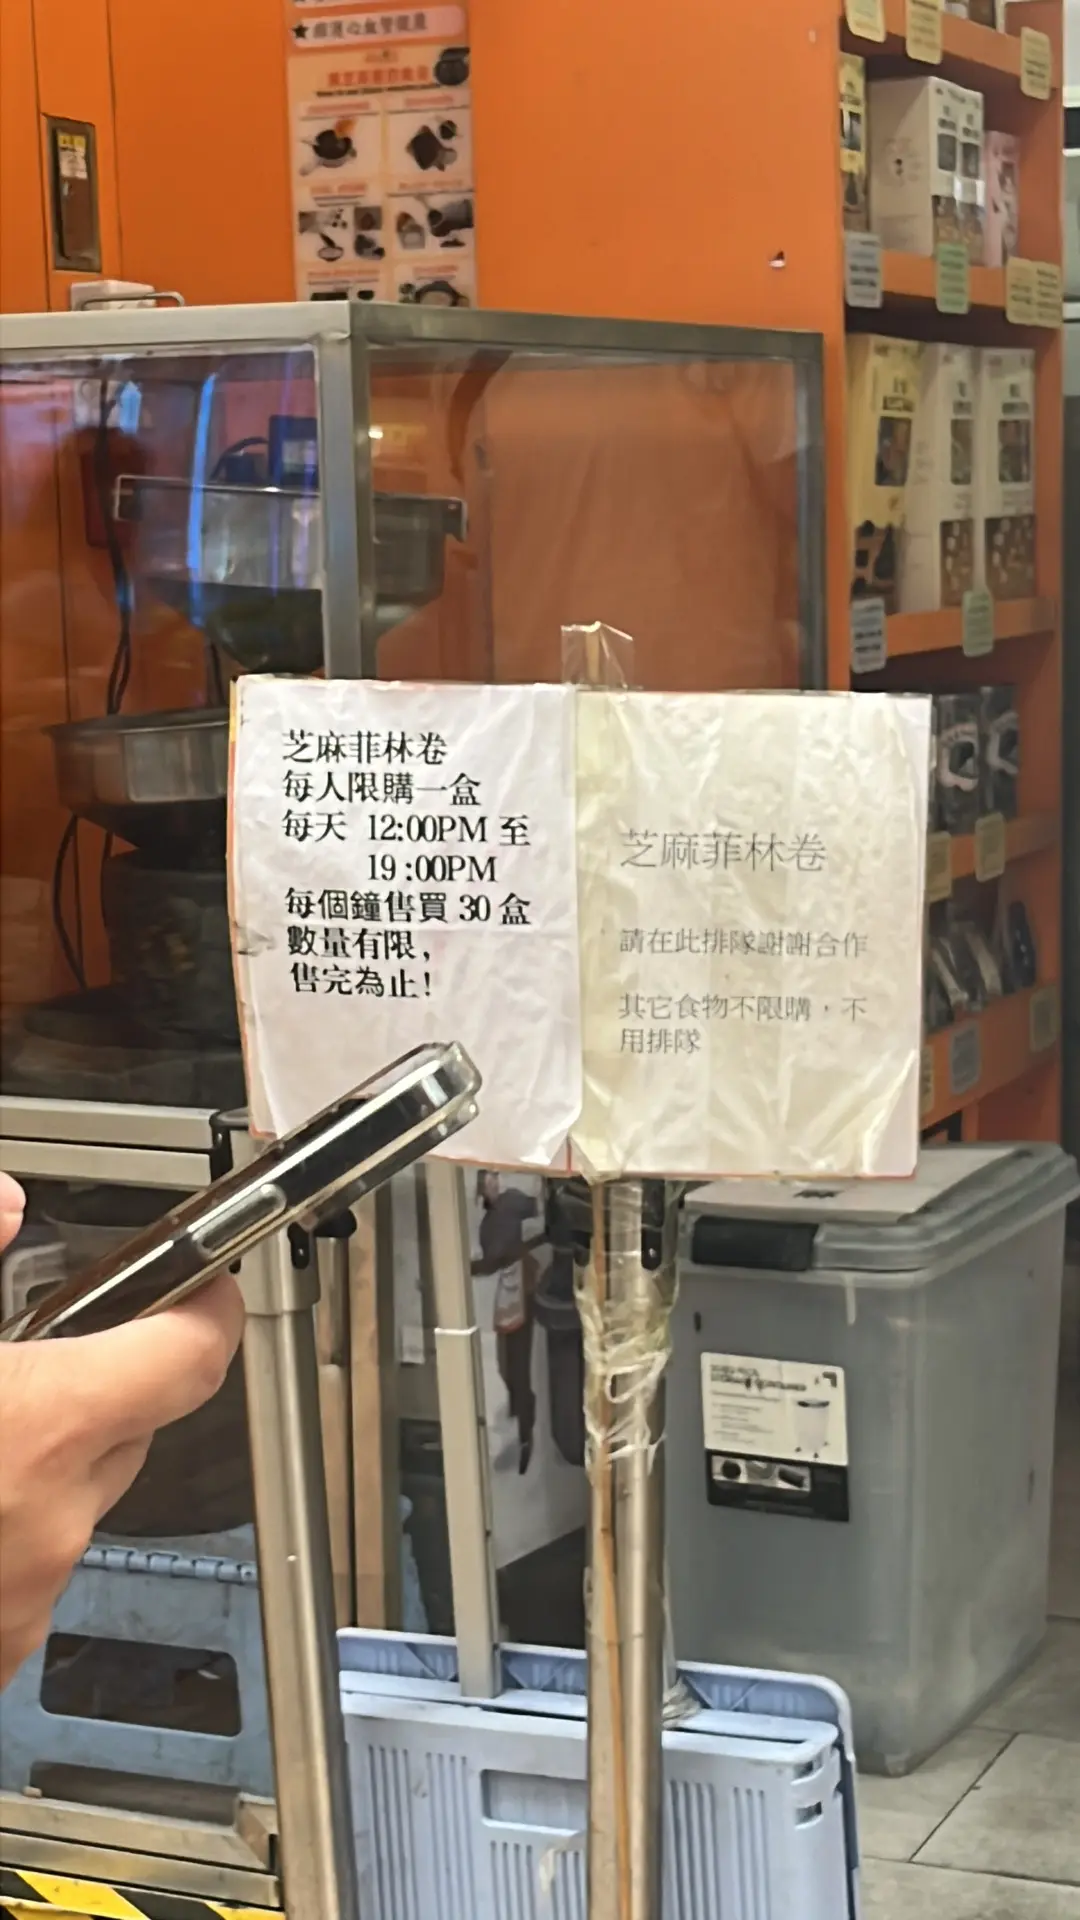 芝麻菲林卷
每人限購一盒
每天 12:00PM 至
19:00PM
每個鐘售買 30 盒
數量有限，
售完為止！
芝麻菲林卷
請在此排隊謝謝合作
其它食物不限購，不
用排隊